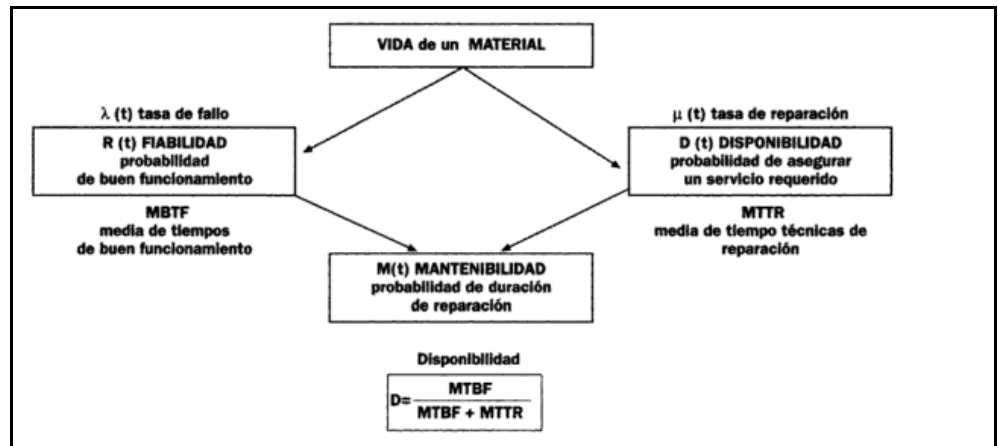 VIDA de un MATERIAL
λ (t) tasa de fallo
R (t) FIABILIDAD
probabilidad
de buen funcionamiento
MBTF
media de tiempos
de buen funcionamiento
μ (t) tasa de reparación
D (t) DISPONIBILIDAD
probabilidad de asegurar
un servicio requerido
MTTR
media de tiempo técnicas de
reparación
M(t) MANTENIBILIDAD
probabilidad de duración
de reparación
Disponibilidad
D= MTBF
MTBF + MTTR